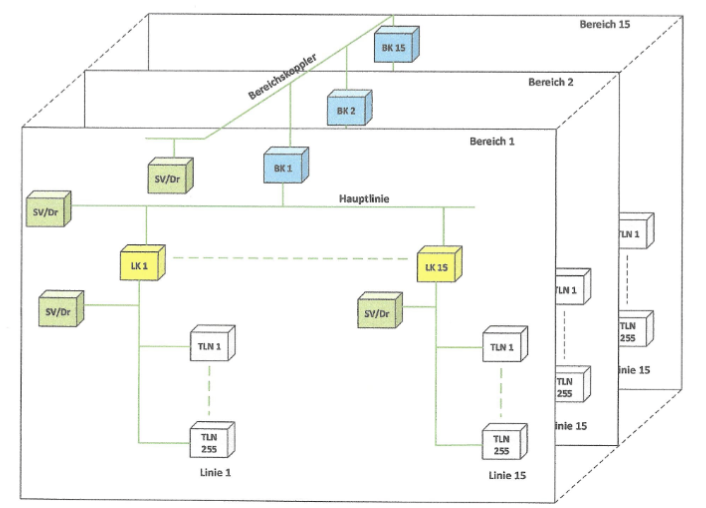 Bereich 15
BK 15
Bereichskoppler
Bereich 2
BK 2
Bereich 1
BK 1
SV/Dr
SV/Dr
Hauptlinie
LK 1
LK 15
SV/Dr
SV/Dr
TLN 1
TLN 1
TLN 1
TLN 1
TLN
255
TLN
255
TLN
255
TLN
255
Linie 1
Linie 15
inie 15
inie 15